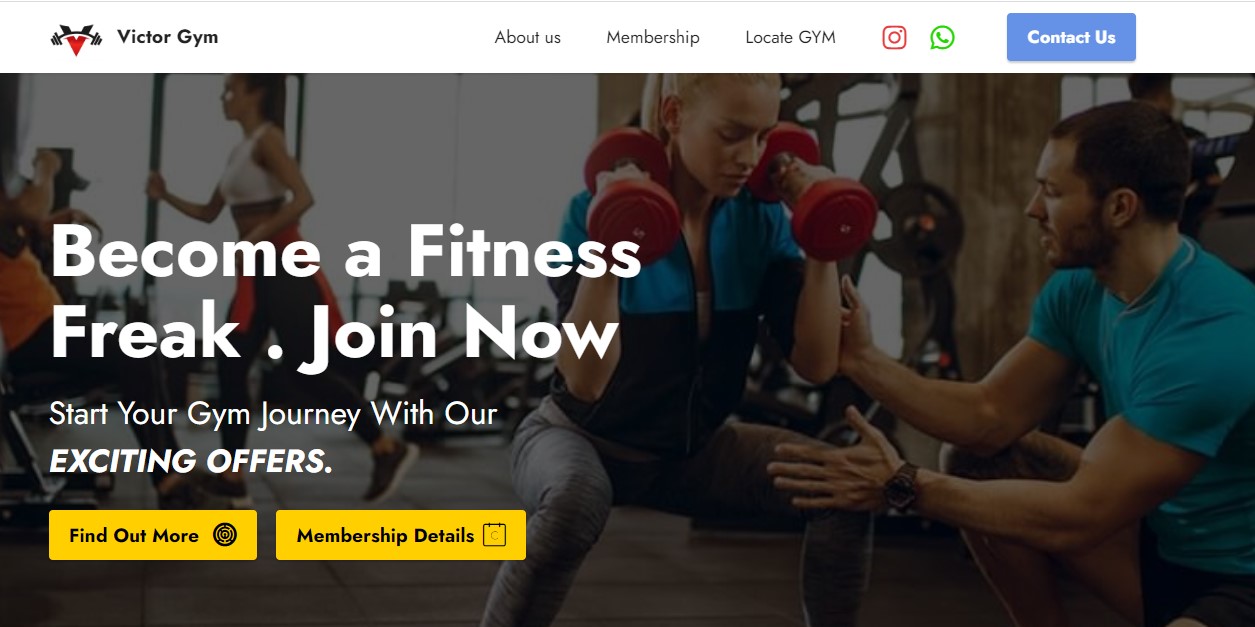 Victor Gym
About us
Membership
Locate GYM
Contact Us
Become a Fitness
Freak . Join Now
Start Your Gym Journey With Our
EXCITING OFFERS.
Find Out More
Membership Details
C